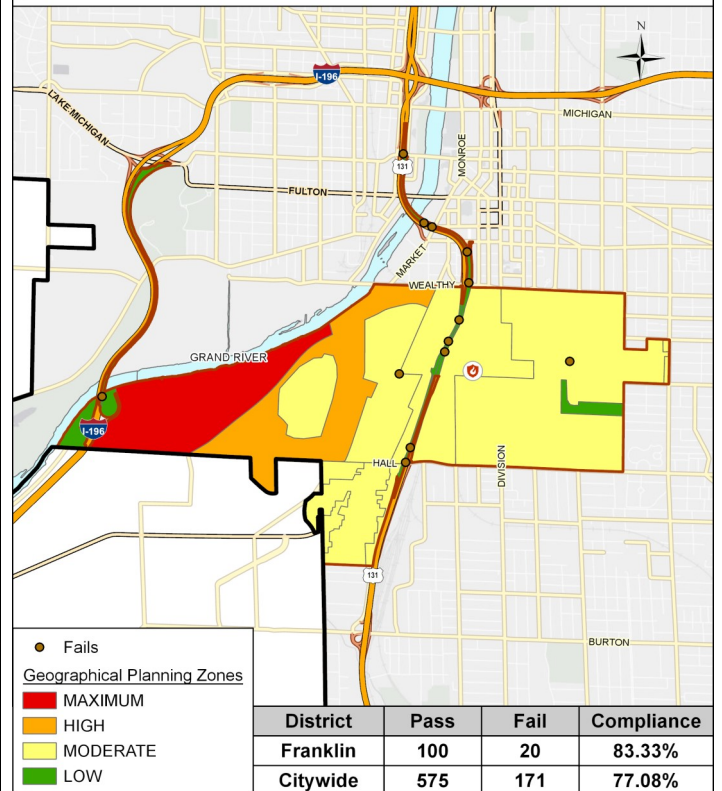 N
I-196
MICHIGAN
LAKE MICHIGAN
131
MONROE
FULTON
MARKET
WEALTHY
GRAND RIVER
I-196
HALL
DIVISION
131
BURTON
Fails
Geographical Planning Zones
MAXIMUM
HIGH
MODERATE
LOW
District Pass Fail Compliance
Franklin 100 20 83.33%
Citywide 575 171 77.08%